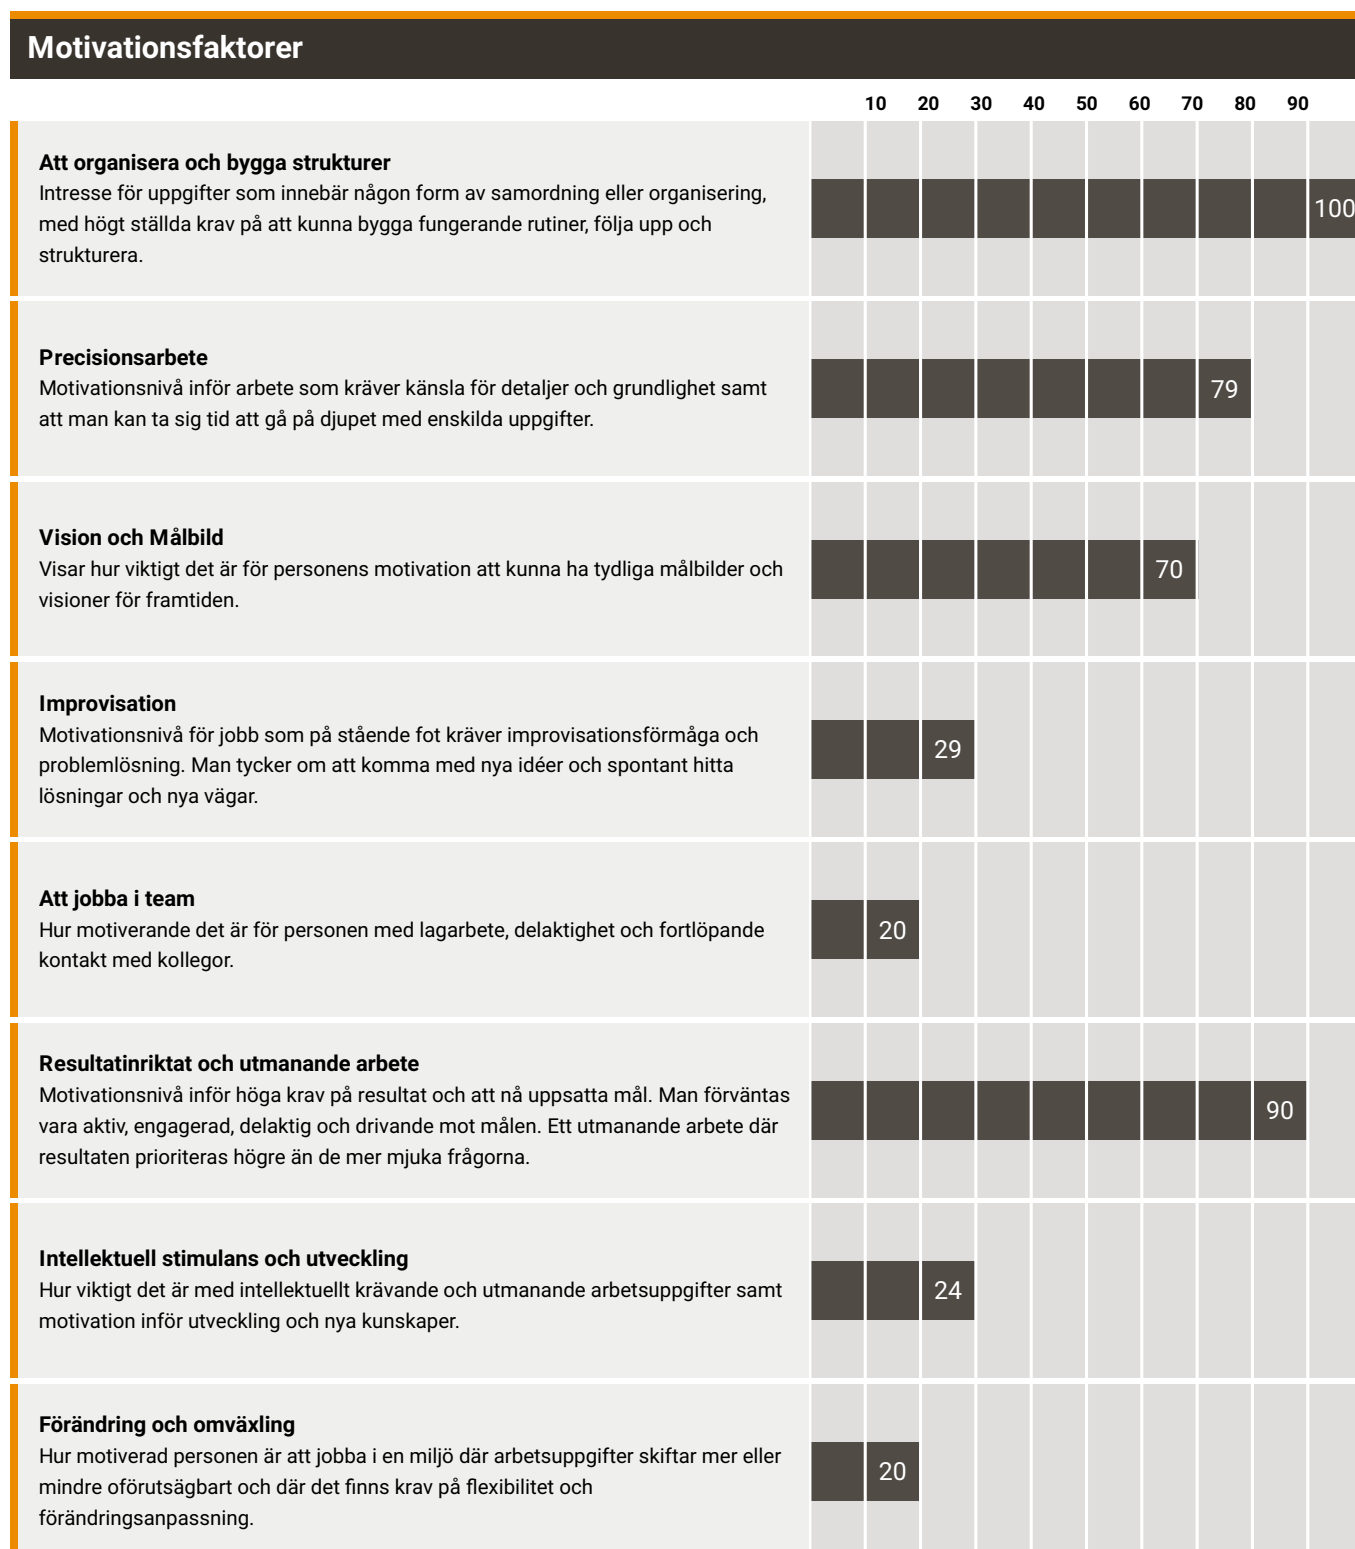 Motivationsfaktorer
10 20 30 40 50 60 70 80 90
Att organisera och bygga strukturer
Intresse för uppgifter som innebär någon form av samordning eller organisering,
med högt ställda krav på att kunna bygga fungerande rutiner, följa upp och
strukturera.
100
Precisionsarbete
Motivationsnivå inför arbete som kräver känsla för detaljer och grundlighet samt
att man kan ta sig tid att gå på djupet med enskilda uppgifter.
79
Vision och Målbild
Visar hur viktigt det är för personens motivation att kunna ha tydliga målbilder och
visioner för framtiden.
70
Improvisation
Motivationsnivå för jobb som på stående fot kräver improvisationsförmåga och
problemlösning. Man tycker om att komma med nya idéer och spontant hitta
lösningar och nya vägar.
29
Att jobba i team
Hur motiverande det är för personen med lagarbete, delaktighet och fortlöpande
kontakt med kollegor.
20
Resultatinriktat och utmanande arbete
Motivationsnivå inför höga krav på resultat och att nå uppsatta mål. Man förväntas
vara aktiv, engagerad, delaktig och drivande mot målen. Ett utmanande arbete där
resultaten prioriteras högre än de mer mjuka frågorna.
90
Intellektuell stimulans och utveckling
Hur viktigt det är med intellektuellt krävande och utmanande arbetsuppgifter samt
motivation inför utveckling och nya kunskaper.
24
Förändring och omväxling
Hur motiverad personen är att jobba i en miljö där arbetsuppgifter skiftar mer eller
mindre oförutsägbart och där det finns krav på flexibilitet och
förändringsanpassning.
20